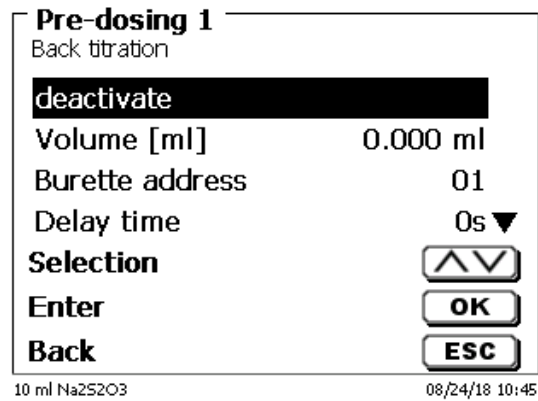 Pre-dosing 1
Back titration
deactivate
Volume [ml] 0.000 ml
Burette address 01
Delay time 0s
Selection
Enter OK
Back ESC
10 ml Na2S2O3 08/24/18 10:45